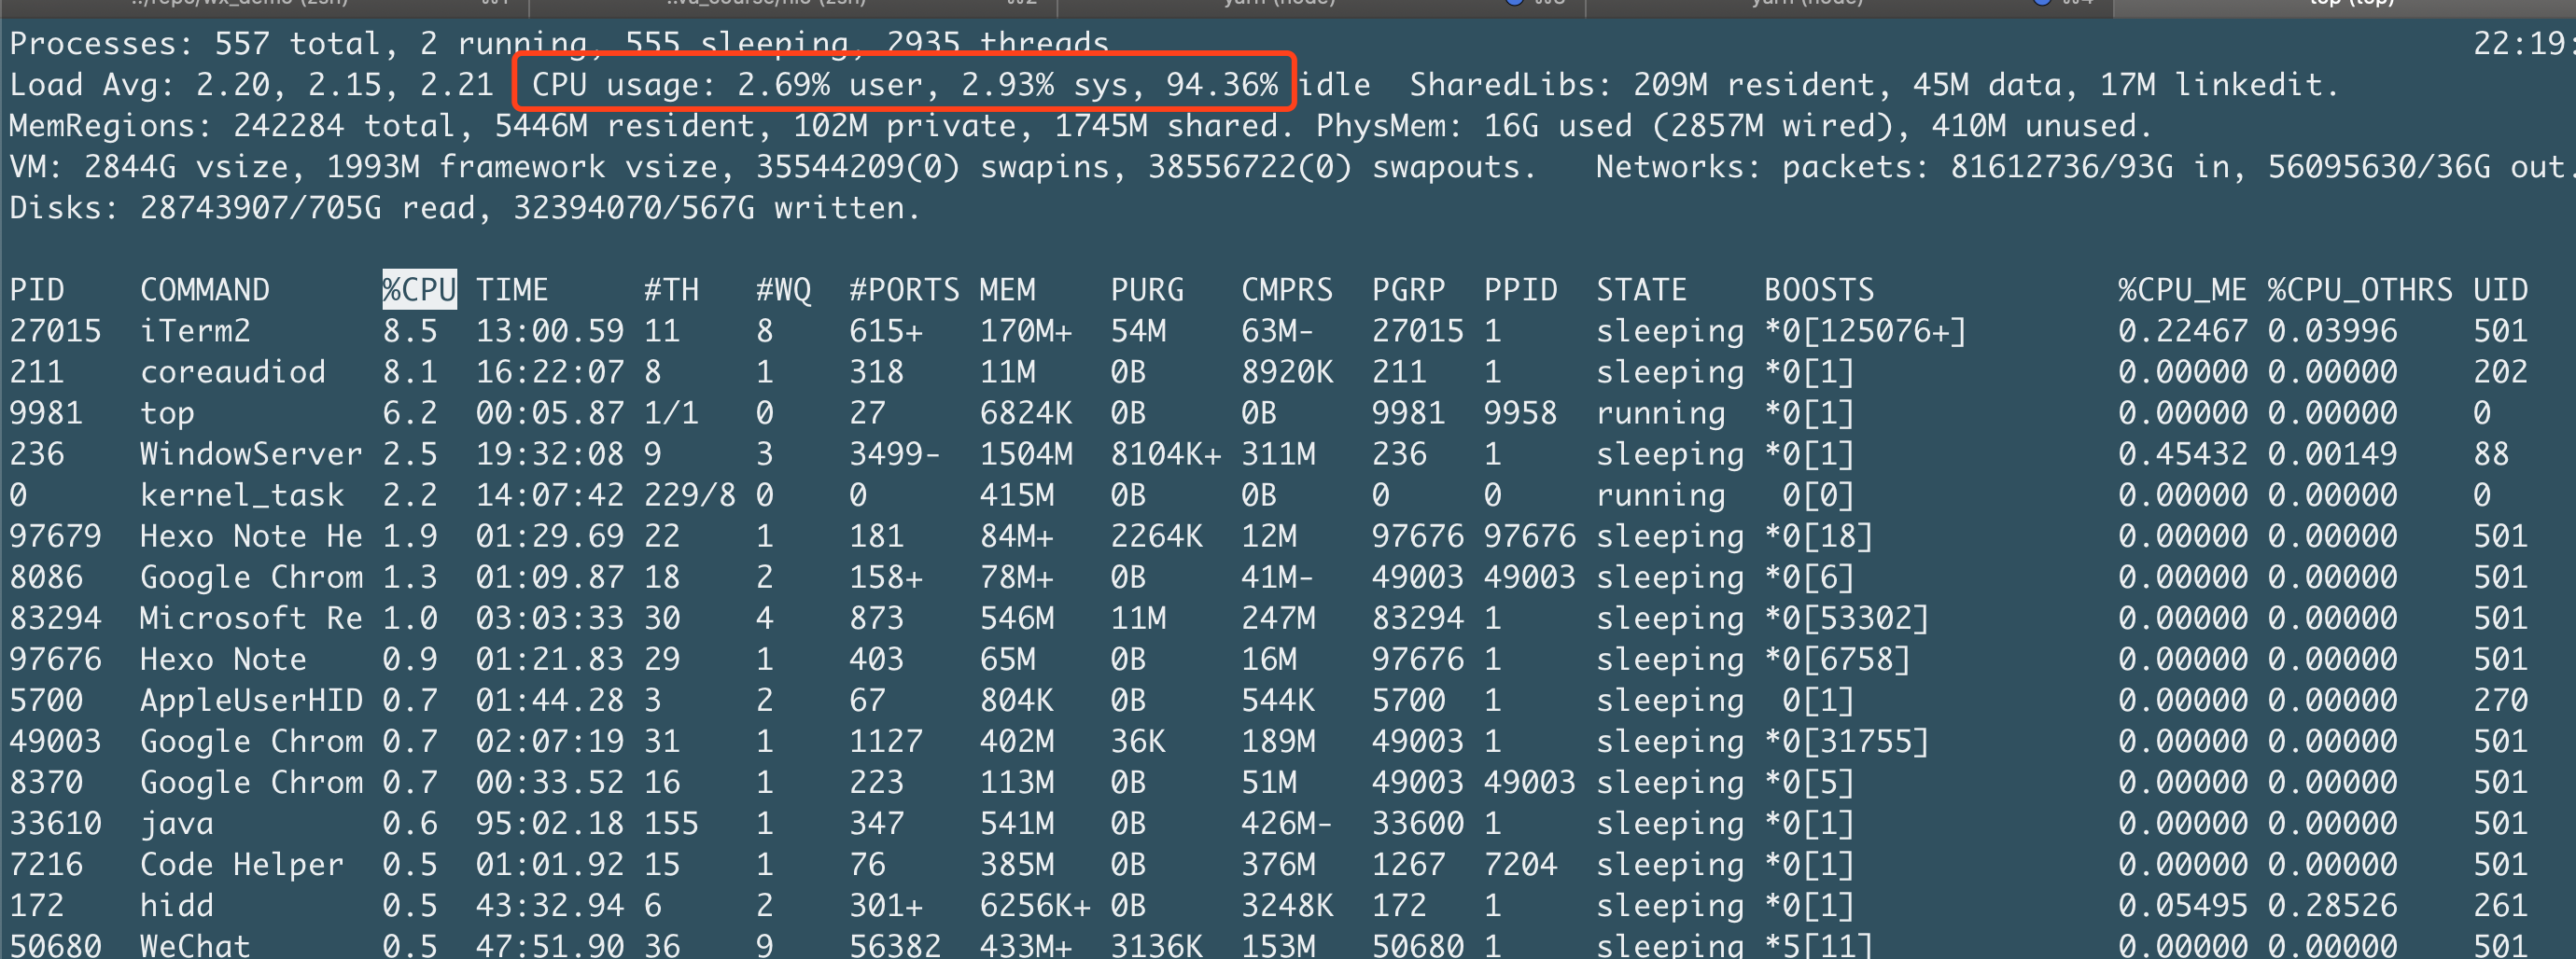 ../repo/wx_demo (zsh) ⌘1 ..vu_course/nio (zsh) ⌘2 yarn (node) ⌘3 yarn (node) ⌘4 top (top)
Processes: 557 total, 2 running, 555 sleeping, 2935 threads 22:19:
Load Avg: 2.20, 2.15, 2.21 CPU usage: 2.69% user, 2.93% sys, 94.36% idle SharedLibs: 209M resident, 45M data, 17M linkedit.
MemRegions: 242284 total, 5446M resident, 102M private, 1745M shared. PhysMem: 16G used (2857M wired), 410M unused.
VM: 2844G vsize, 1993M framework vsize, 35544209(0) swapins, 38556722(0) swapouts. Networks: packets: 81612736/93G in, 56095630/36G out.
Disks: 28743907/705G read, 32394070/567G written.
PID COMMAND %CPU TIME #TH #WQ #PORTS MEM PURG CMPRS PGRP PPID STATE BOOSTS %CPU_ME %CPU_OTHRS UID
27015 iTerm2 8.5 13:00.59 11 8 615+ 170M+ 54M 63M- 27015 1 sleeping *0[125076+] 0.22467 0.03996 501
211 coreaudiod 8.1 16:22:07 8 1 318 11M 0B 8920K 211 1 sleeping *0[1] 0.00000 0.00000 202
9981 top 6.2 00:05.87 1/1 0 27 6824K 0B 0B 9981 9958 running *0[1] 0.00000 0.00000 0
236 WindowServer 2.5 19:32:08 9 3 3499- 1504M 8104K+ 311M 236 1 sleeping *0[1] 0.45432 0.00149 88
0 kernel_task 2.2 14:07:42 229/8 0 0 415M 0B 0B 0 0 running 0[0] 0.00000 0.00000 0
97679 Hexo Note He 1.9 01:29.69 22 1 181 84M+ 2264K 12M 97676 97676 sleeping *0[18] 0.00000 0.00000 501
8086 Google Chrom 1.3 01:09.87 18 2 158+ 78M+ 0B 41M- 49003 49003 sleeping *0[6] 0.00000 0.00000 501
83294 Microsoft Re 1.0 03:03:33 30 4 873 546M 11M 247M 83294 1 sleeping *0[53302] 0.00000 0.00000 501
97676 Hexo Note 0.9 01:21.83 29 1 403 65M 0B 16M 97676 1 sleeping *0[6758] 0.00000 0.00000 501
5700 AppleUserHID 0.7 01:44.28 3 2 67 804K 0B 544K 5700 1 sleeping 0[1] 0.00000 0.00000 270
49003 Google Chrom 0.7 02:07:19 31 1 1127 402M 36K 189M 49003 1 sleeping *0[31755] 0.00000 0.00000 501
8370 Google Chrom 0.7 00:33.52 16 1 223 113M 0B 51M 49003 49003 sleeping *0[5] 0.00000 0.00000 501
33610 java 0.6 95:02.18 155 1 347 541M 0B 426M- 33600 1 sleeping *0[1] 0.00000 0.00000 501
7216 Code Helper 0.5 01:01.92 15 1 76 385M 0B 376M 1267 7204 sleeping *0[1] 0.00000 0.00000 501
172 hidd 0.5 43:32.94 6 2 301+ 6256K+ 0B 3248K 172 1 sleeping *0[1] 0.05495 0.28526 261
50680 WeChat 0.5 47:51.90 36 9 56382 433M+ 3136K 153M 50680 1 sleeping *5[11] 0.00000 0.00000 501